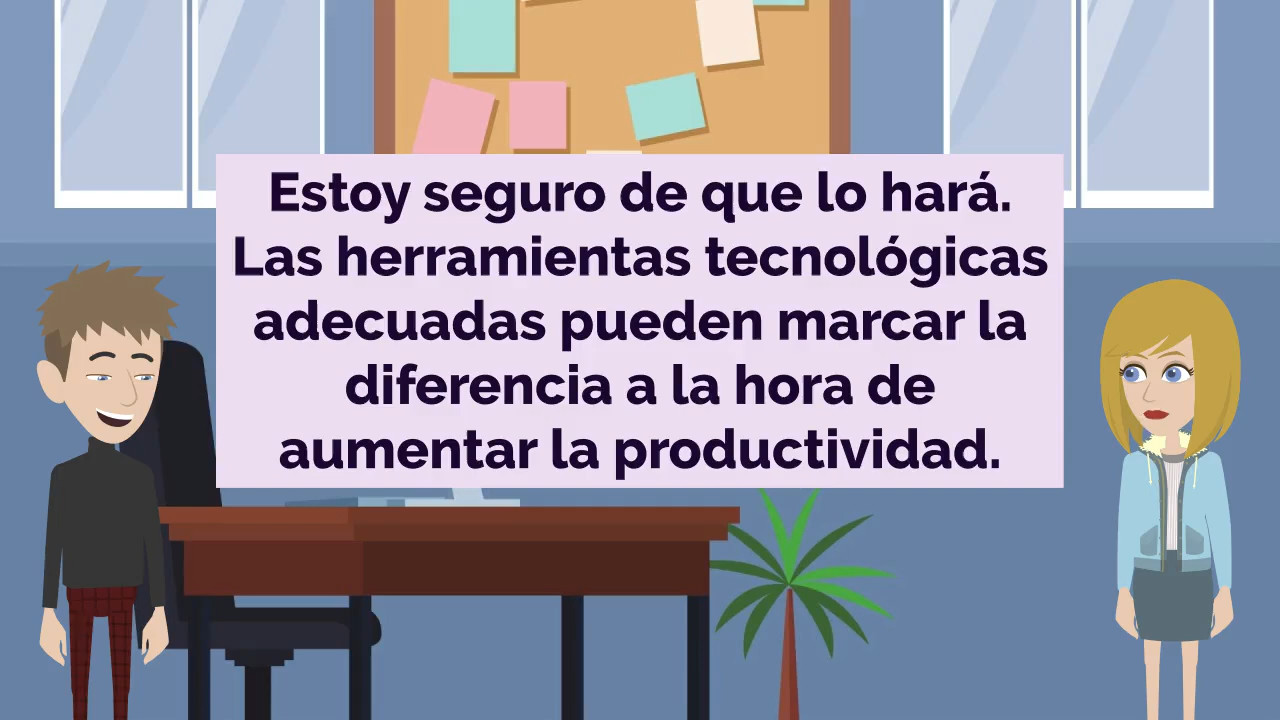 Estoy seguro de que lo hará.
Las herramientas tecnológicas
adecuadas pueden marcar la
diferencia a la hora de
aumentar la productividad.